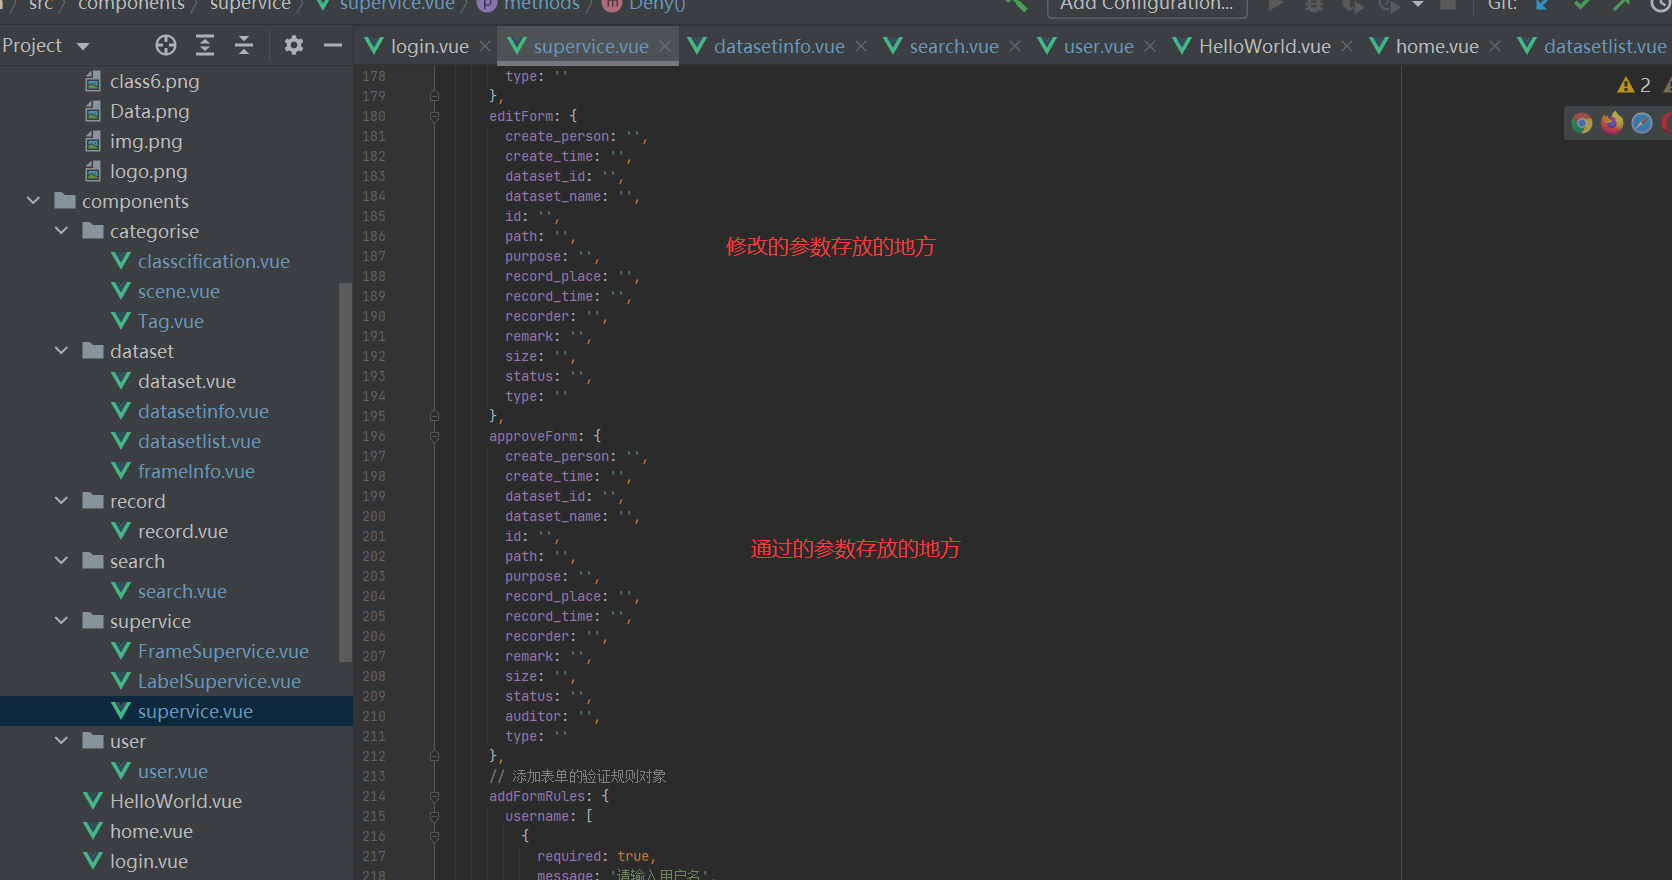 src 〉 components 〉 supervice 〉 supervice.vue 〉 methods 〉 Deny()
Add Configuration...
Git:
Project
login.vue
supervice.vue
datasetinfo.vue
search.vue
user.vue
HelloWorld.vue
home.vue
datasetlist.vue
class6.png
Data.png
img.png
logo.png
components
categorise
classcification.vue
scene.vue
Tag.vue
dataset
dataset.vue
datasetinfo.vue
datasetlist.vue
frameInfo.vue
record
record.vue
search
search.vue
supervice
FrameSupervice.vue
LabelSupervice.vue
supervice.vue
user
user.vue
HelloWorld.vue
home.vue
login.vue
2
178 type: ''
179 },
180 editForm: {
181 create_person: '',
182 create_time: '',
183 dataset_id: '',
184 dataset_name: '',
185 id: '',
186 path: '',
修改的参数存放的地方
187 purpose: '',
188 record_place: '',
189 record_time: '',
190 recorder: '',
191 remark: '',
192 size: '',
193 status: '',
194 type: ''
195 },
196 approveForm: {
197 create_person: '',
198 create_time: '',
199 dataset_id: '',
200 dataset_name: '',
201 id: '',
202 path: '',
通过的参数存放的地方
203 purpose: '',
204 record_place: '',
205 record_time: '',
206 recorder: '',
207 remark: '',
208 size: '',
209 status: '',
210 auditor: '',
211 type: ''
212 },
213 // 添加表单的验证规则对象
214 addFormRules: {
215 username: [
216 {
217 required: true,
218 message: '请输入用户名',